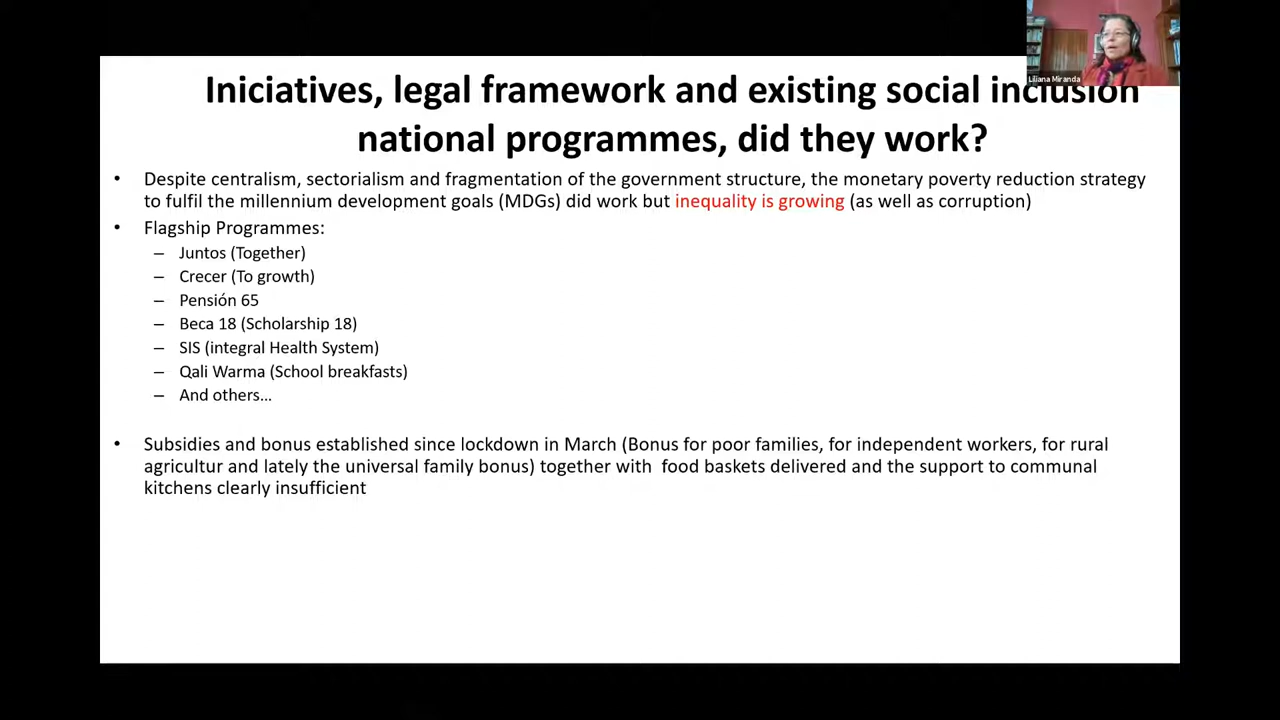 Liliana Miranda
Iniciatives, legal framework and existing social inclusion
national programmes, did they work?
• Despite centralism, sectorialism and fragmentation of the government structure, the monetary poverty reduction strategy
to fulfil the millennium development goals (MDGs) did work but inequality is growing (as well as corruption)
• Flagship Programmes:
– Juntos (Together)
– Crecer (To growth)
– Pensión 65
– Beca 18 (Scholarship 18)
– SIS (integral Health System)
– Qali Warma (School breakfasts)
– And others...
• Subsidies and bonus established since lockdown in March (Bonus for poor families, for independent workers, for rural
agricultur and lately the universal family bonus) together with  food baskets delivered and the support to communal
kitchens clearly insufficient